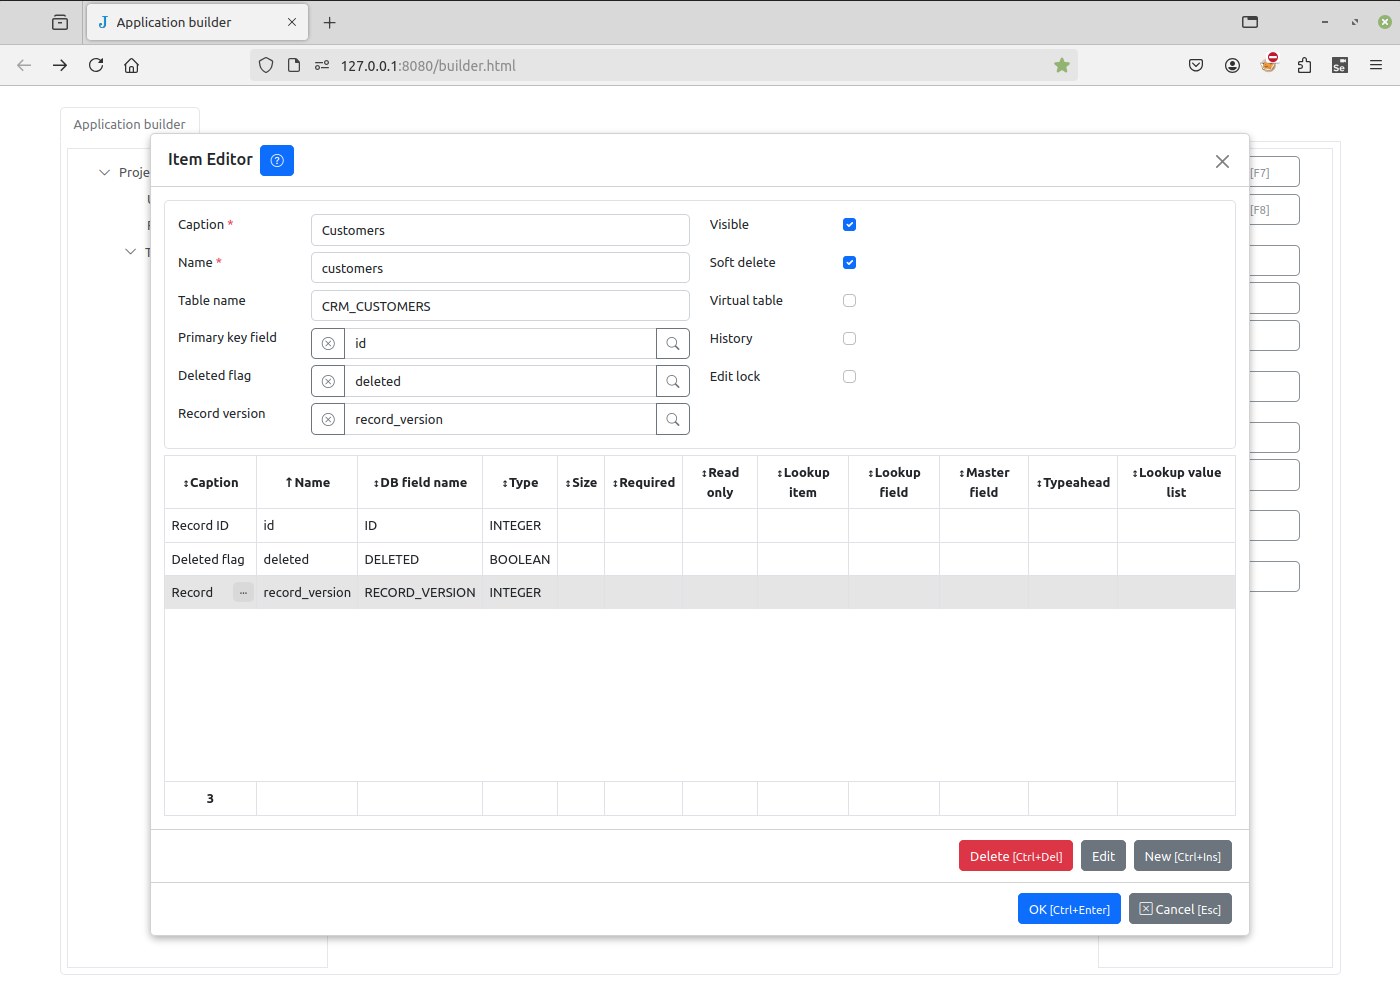 Application builder
127.0.0.1:8080/builder.html
Application builder
Item Editor
Caption *
Customers
Visible
Name *
customers
Soft delete
Table name
CRM_CUSTOMERS
Virtual table
Primary key field
id
History
Deleted flag
deleted
Edit lock
Record version
record_version
[F7]
[F8]
Caption Name DB field name Type Size Required Read only Lookup item Lookup field Master field Typeahead Lookup value list
Record ID id ID INTEGER
Deleted flag deleted DELETED BOOLEAN
Record ... record_version RECORD_VERSION INTEGER
3
Delete [Ctrl+Del] Edit New [Ctrl+Ins]
OK [Ctrl+Enter] Cancel [Esc]